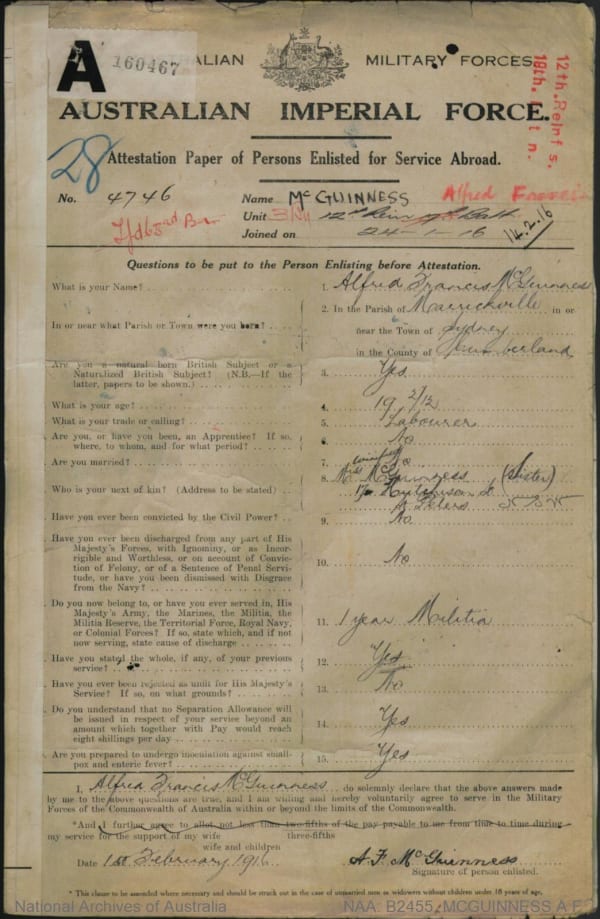 A
160467
ALIAN MILITARY FORCES
12th. Reinf s.
18th.
AUSTRALIAN IMPERIAL FORCE.
28
Attestation Paper of Persons Enlisted for Service Abroad.
No. 4746 Name McGUINNESS Alfred Francis
Unit
Tfd 63rd Bn
Joined on 24-1-16 14.2.16
Questions to be put to the Person Enlisting before Attestation.
What is your Name? 1. Alfred Francis McGuinness
In or near what Parish or Town were you born? 2. In the Parish of Marrickville in or
near the Town of Sydney
in the County of Cumberland
Are you a natural born British Subject or a
Naturalized British Subject? (N.B.—If the
latter, papers to be shown.) 3. Yes
What is your age? 4. 19 2/12
What is your trade or calling? 5. Labourer
Are you, or have you been, an Apprentice? If so,
where, to whom, and for what period? 6. No
Are you married? 7. No
Who is your next of kin? (Address to be stated) 8. McGuinness (Sister)
Hutchinson St
St Peters NSW
Have you ever been convicted by the Civil Power? 9. No
Have you ever been discharged from any part of His
Majesty's Forces, with Ignominy, or as Incor-
rigible and Worthless, or on account of Convic-
tion of Felony, or of a Sentence of Penal Servi-
tude, or have you been dismissed with Disgrace
from the Navy? 10. No
Do you now belong to, or have you ever served in, His
Majesty's Army, the Marines, the Militia, the
Militia Reserve, the Territorial Force, Royal Navy,
or Colonial Forces? If so, state which, and if not
now serving, state cause of discharge 11. 1 year Militia
Have you stated the whole, if any, of your previous
service? 12. Yes
Have you ever been rejected as unfit for His Majesty's
Service? If so, on what grounds? 13. No
Do you understand that no Separation Allowance will
be issued in respect of your service beyond an
amount which together with Pay would reach
eight shillings per day 14. Yes
Are you prepared to undergo inoculation against small-
pox and enteric fever? 15. Yes
I, Alfred Francis McGuinness do solemnly declare that the above answers made
by me to the above questions are true, and I am willing and hereby voluntarily agree to serve in the Military
Forces of the Commonwealth of Australia within or beyond the limits of the Commonwealth.
*And I further agree to allot not less than two-fifths of the pay payable to me from time to time during
my service for the support of my wife three-fifths
wife and children
Date 1st February 1916 A.F. McGuinness
Signature of person enlisted.
* This clause to be amended where necessary and should be struck out in the case of unmarried men or widowers without children under 18 years of age.
National Archives of Australia NAA: B2455, MCGUINNESS A F